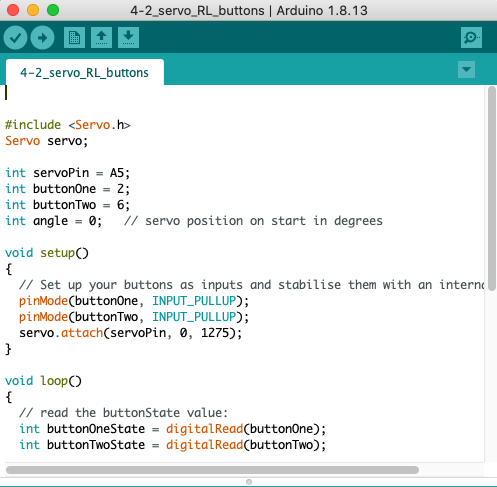 4-2_servo_RL_buttons | Arduino 1.8.13
4-2_servo_RL_buttons
#include <Servo.h>
Servo servo;
int servoPin = A5;
int buttonOne = 2;
int buttonTwo = 6;
int angle = 0;   // servo position on start in degrees
void setup()
{
  // Set up your buttons as inputs and stabilise them with an interna
  pinMode(buttonOne, INPUT_PULLUP);
  pinMode(buttonTwo, INPUT_PULLUP);
  servo.attach(servoPin, 0, 1275);
}
void loop()
{
  // read the buttonState value:
  int buttonOneState = digitalRead(buttonOne);
  int buttonTwoState = digitalRead(buttonTwo);